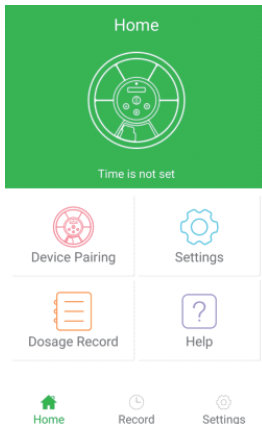 Home
Time is not set
Device Pairing
Settings
Dosage Record
Help
Home
Record
Settings